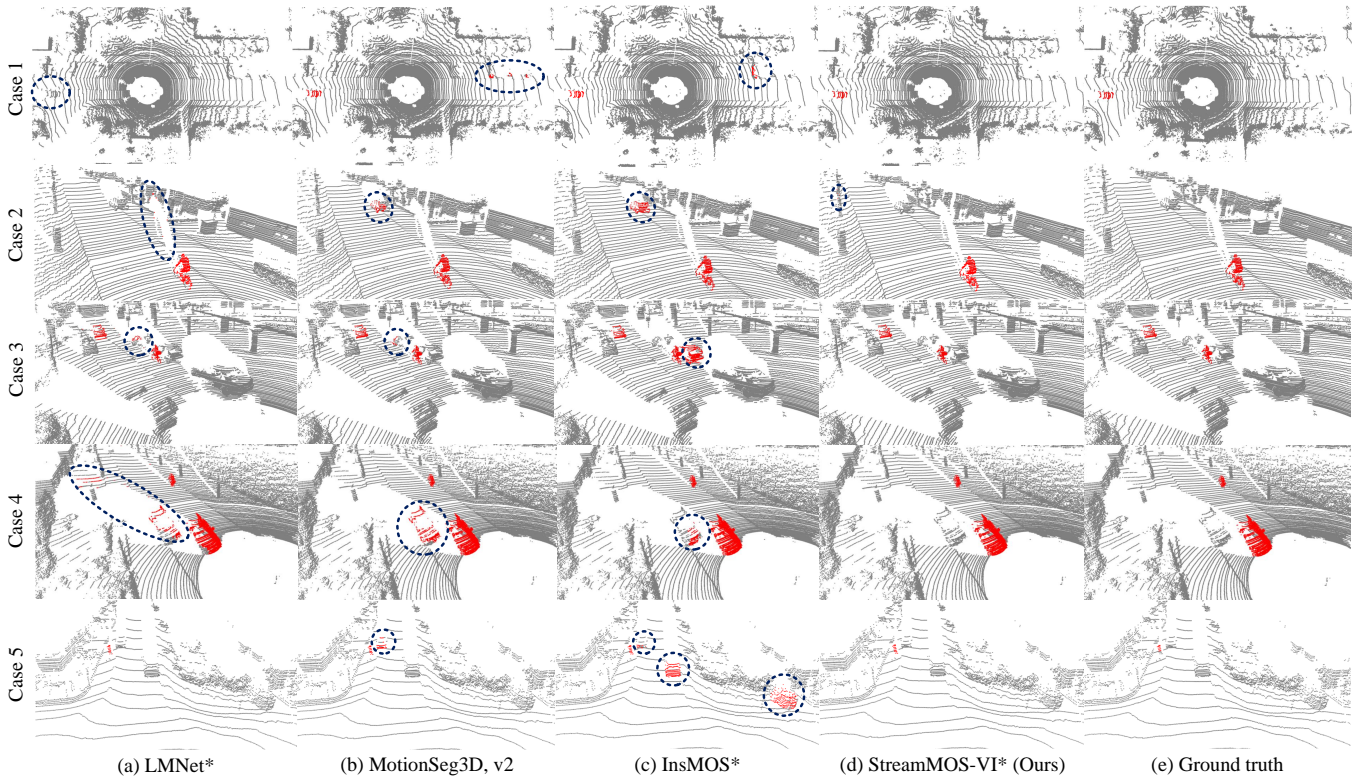 Case 1
Case 2
Case 3
Case 4
Case 5
(a) LMNet*
(b) MotionSeg3D, v2
(c) InsMOS*
(d) StreamMOS-VI* (Ours)
(e) Ground truth